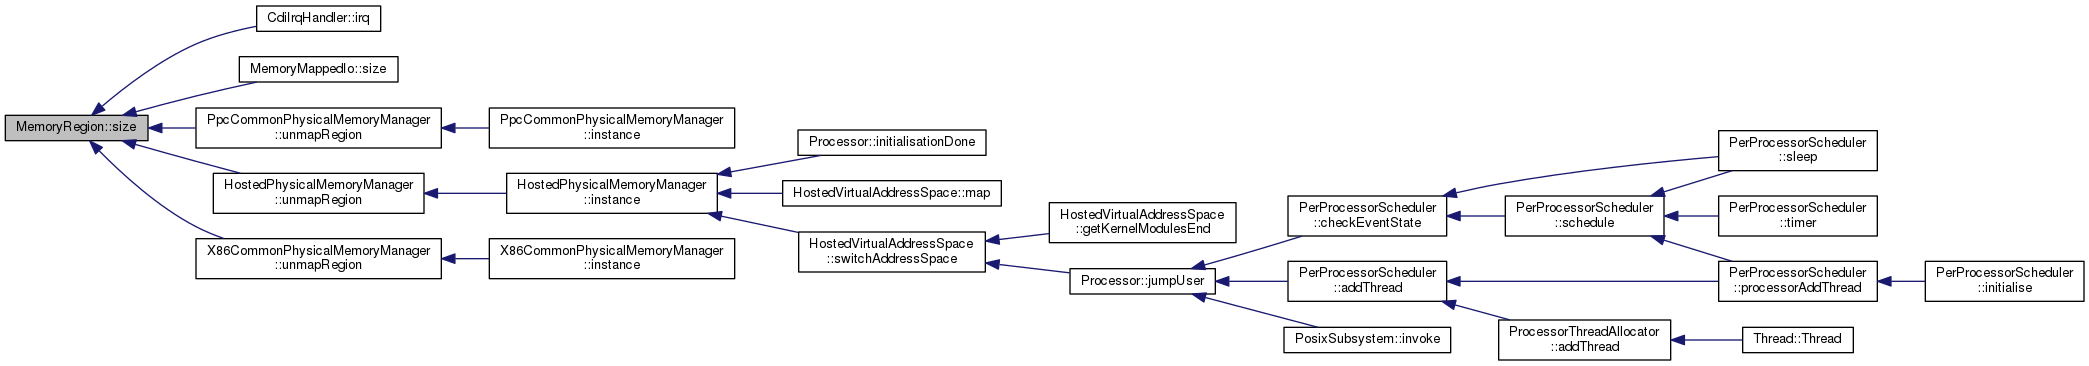 CdiIrqHandler::irq
MemoryMappedIo::size
MemoryRegion::size
PpcCommonPhysicalMemoryManager
::unmapRegion
PpcCommonPhysicalMemoryManager
::instance
HostedPhysicalMemoryManager
::unmapRegion
HostedPhysicalMemoryManager
::instance
X86CommonPhysicalMemoryManager
::unmapRegion
X86CommonPhysicalMemoryManager
::instance
Processor::initialisationDone
HostedVirtualAddressSpace::map
HostedVirtualAddressSpace
::switchAddressSpace
HostedVirtualAddressSpace
::getKernelModulesEnd
Processor::jumpUser
PerProcessorScheduler
::checkEventState
PerProcessorScheduler
::addThread
PosixSubsystem::invoke
PerProcessorScheduler
::schedule
ProcessorThreadAllocator
::addThread
PerProcessorScheduler
::sleep
PerProcessorScheduler
::timer
PerProcessorScheduler
::processorAddThread
Thread::Thread
PerProcessorScheduler
::initialise